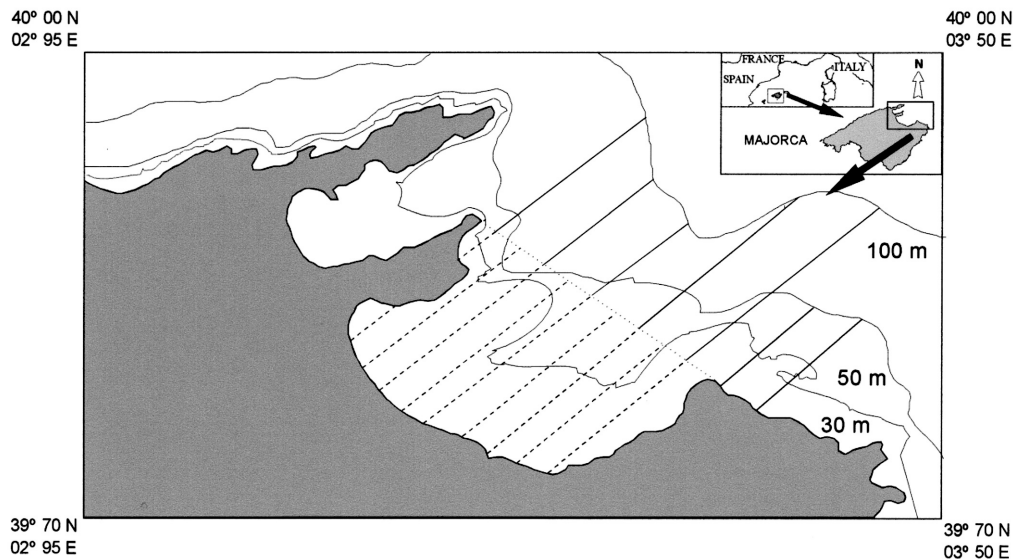 40° 00 N
02° 95 E
40° 00 N
03° 50 E
FRANCE
ITALY
SPAIN
N
MAJORCA
100 m
50 m
30 m
39° 70 N
02° 95 E
39° 70 N
03° 50 E